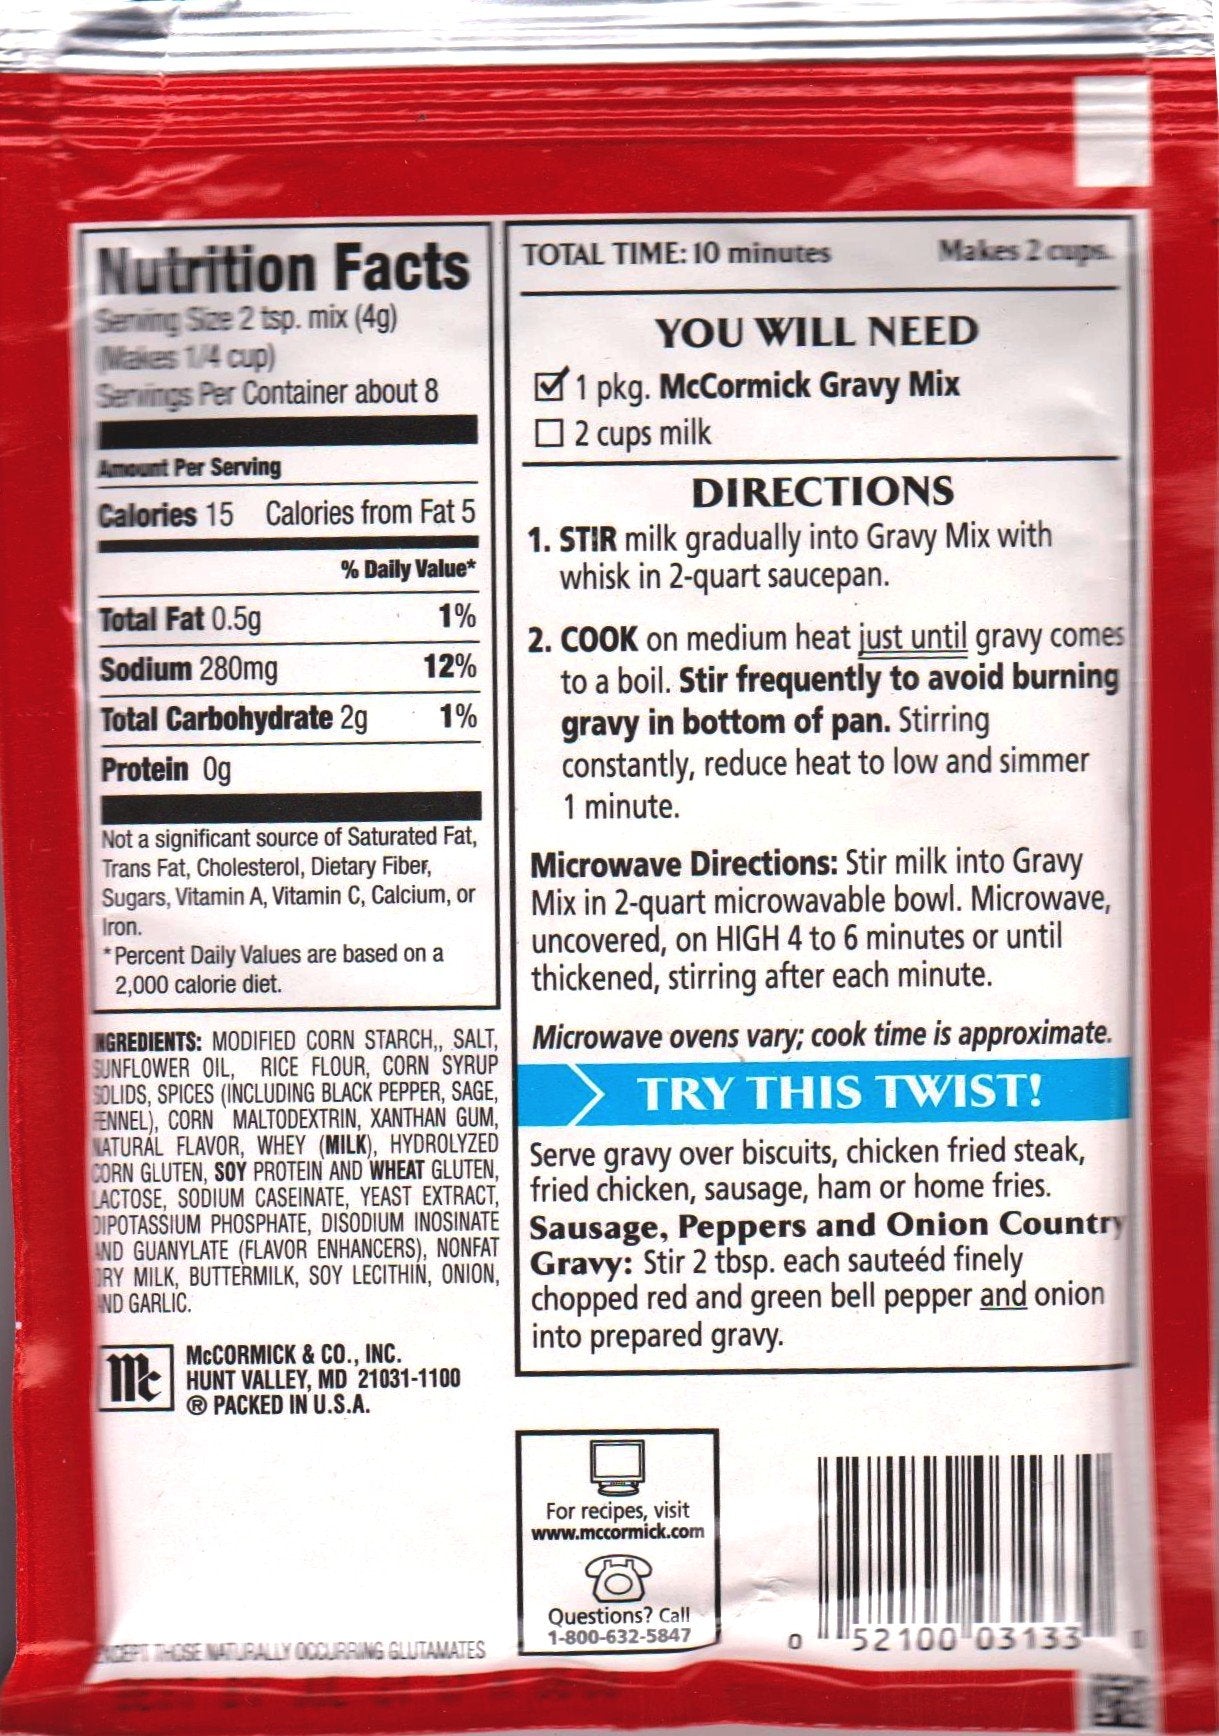 Nutrition Facts
Serving Size 2 tsp. mix (4g)
(Makes 1/4 cup)
Servings Per Container about 8
Amount Per Serving
Calories 15 Calories from Fat 5
% Daily Value*
Total Fat 0.5g 1%
Sodium 280mg 12%
Total Carbohydrate 2g 1%
Protein 0g
Not a significant source of Saturated Fat,
Trans Fat, Cholesterol, Dietary Fiber,
Sugars, Vitamin A, Vitamin C, Calcium, or
Iron.
*Percent Daily Values are based on a
2,000 calorie diet.
NGREDIENTS: MODIFIED CORN STARCH,, SALT,
SUNFLOWER OIL, RICE FLOUR, CORN SYRUP
SOLIDS, SPICES (INCLUDING BLACK PEPPER, SAGE,
FENNEL), CORN MALTODEXTRIN, XANTHAN GUM,
NATURAL FLAVOR, WHEY (MILK), HYDROLYZED
CORN GLUTEN, SOY PROTEIN AND WHEAT GLUTEN,
LACTOSE, SODIUM CASEINATE, YEAST EXTRACT,
DIPOTASSIUM PHOSPHATE, DISODIUM INOSINATE
AND GUANYLATE (FLAVOR ENHANCERS), NONFAT
DRY MILK, BUTTERMILK, SOY LECITHIN, ONION,
AND GARLIC.
Mc
McCORMICK & CO., INC.
HUNT VALLEY, MD 21031-1100
® PACKED IN U.S.A.
EXCEPT THOSE NATURALLY OCCURRING GLUTAMATES
TOTAL TIME: 10 minutes Makes 2 cups.
YOU WILL NEED
1 pkg. McCormick Gravy Mix
2 cups milk
DIRECTIONS
1. STIR milk gradually into Gravy Mix with
whisk in 2-quart saucepan.
2. COOK on medium heat just until gravy comes
to a boil. Stir frequently to avoid burning
gravy in bottom of pan. Stirring
constantly, reduce heat to low and simmer
1 minute.
Microwave Directions: Stir milk into Gravy
Mix in 2-quart microwavable bowl. Microwave,
uncovered, on HIGH 4 to 6 minutes or until
thickened, stirring after each minute.
Microwave ovens vary; cook time is approximate.
TRY THIS TWIST!
Serve gravy over biscuits, chicken fried steak,
fried chicken, sausage, ham or home fries.
Sausage, Peppers and Onion Country
Gravy: Stir 2 tbsp. each sauteéd finely
chopped red and green bell pepper and onion
into prepared gravy.
For recipes, visit
www.mccormick.com
Questions? Call
1-800-632-5847
0 52100 03133 0